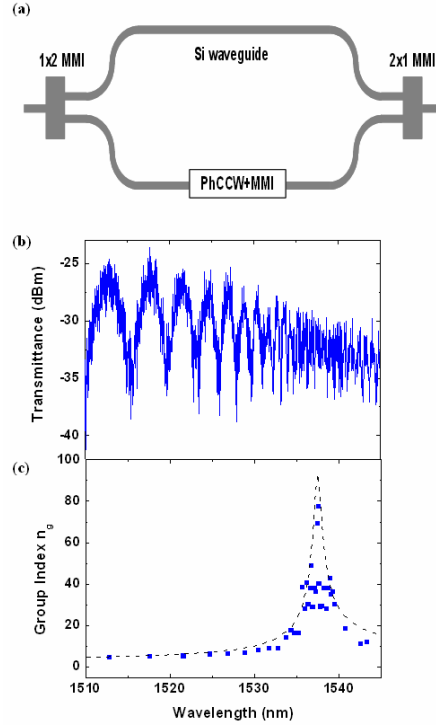 (a)
1x2 MMI
Si waveguide
2x1 MMI
PhCCW+MMI
(b)
-25
-30
-35
-40
Transmittance (dBm)
(c)
100
80
60
40
20
0
Group Index n_g
1510 1520 1530 1540
Wavelength (nm)